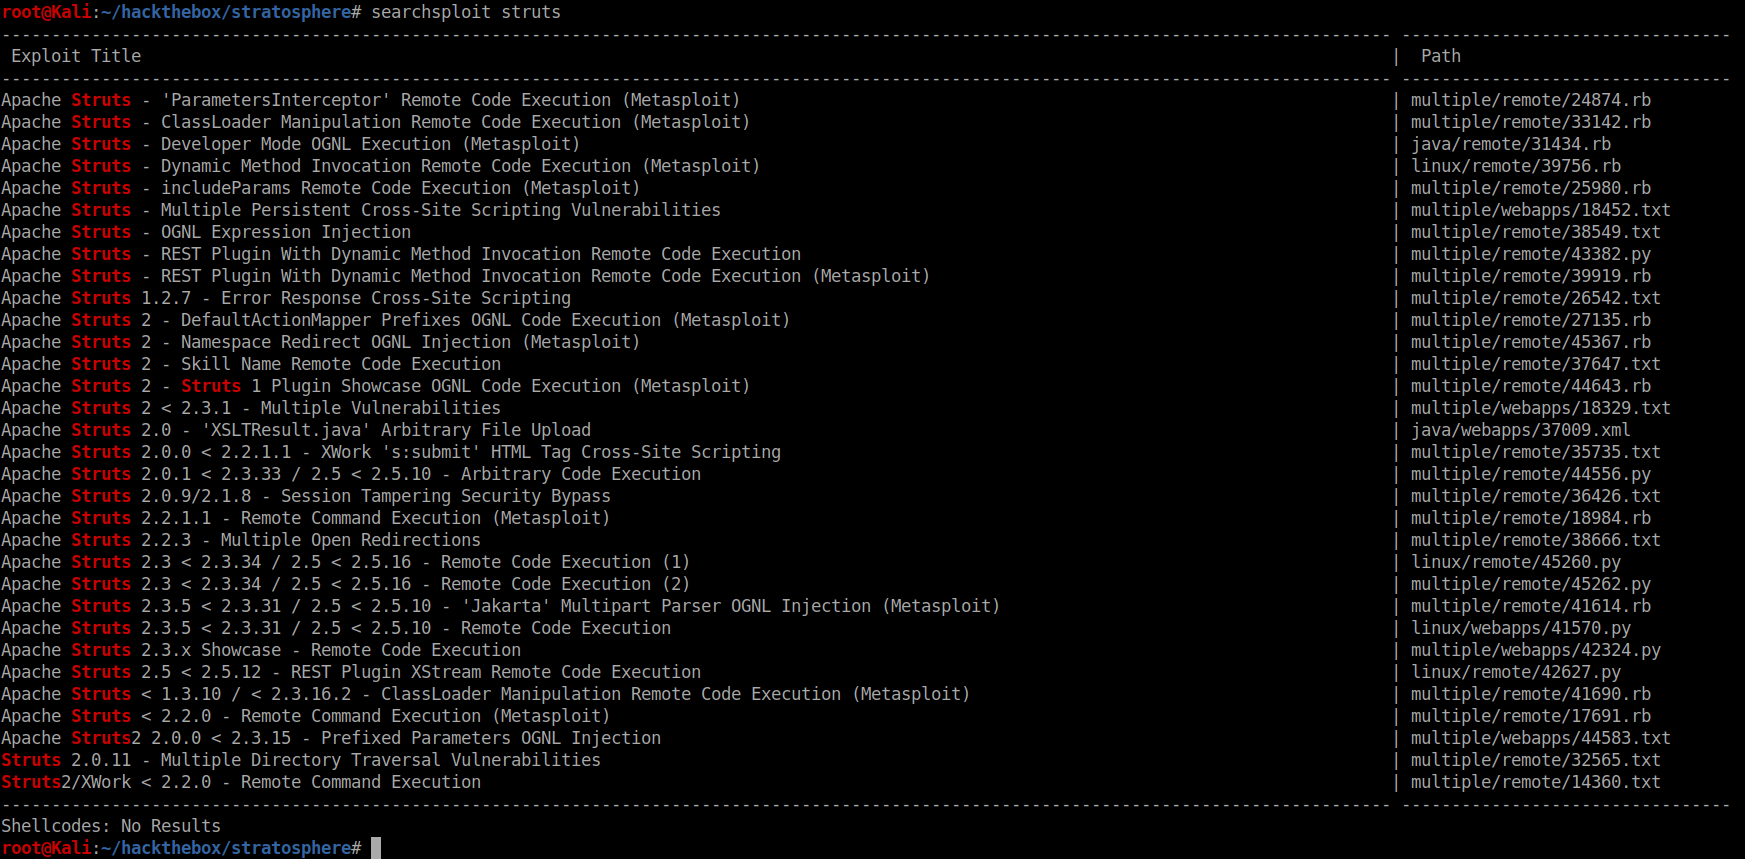 root@Kali:~/hackthebox/stratosphere# searchsploit struts
------------------------------------------------------------------------------------------------------------------------------------------- ---------------------------------
 Exploit Title                                                                                                                             |  Path
------------------------------------------------------------------------------------------------------------------------------------------- ---------------------------------
Apache Struts - 'ParametersInterceptor' Remote Code Execution (Metasploit) | multiple/remote/24874.rb
Apache Struts - ClassLoader Manipulation Remote Code Execution (Metasploit) | multiple/remote/33142.rb
Apache Struts - Developer Mode OGNL Execution (Metasploit) | java/remote/31434.rb
Apache Struts - Dynamic Method Invocation Remote Code Execution (Metasploit) | linux/remote/39756.rb
Apache Struts - includeParams Remote Code Execution (Metasploit) | multiple/remote/25980.rb
Apache Struts - Multiple Persistent Cross-Site Scripting Vulnerabilities | multiple/webapps/18452.txt
Apache Struts - OGNL Expression Injection | multiple/remote/38549.txt
Apache Struts - REST Plugin With Dynamic Method Invocation Remote Code Execution | multiple/remote/43382.py
Apache Struts - REST Plugin With Dynamic Method Invocation Remote Code Execution (Metasploit) | multiple/remote/39919.rb
Apache Struts 1.2.7 - Error Response Cross-Site Scripting | multiple/remote/26542.txt
Apache Struts 2 - DefaultActionMapper Prefixes OGNL Code Execution (Metasploit) | multiple/remote/27135.rb
Apache Struts 2 - Namespace Redirect OGNL Injection (Metasploit) | multiple/remote/45367.rb
Apache Struts 2 - Skill Name Remote Code Execution | multiple/remote/37647.txt
Apache Struts 2 - Struts 1 Plugin Showcase OGNL Code Execution (Metasploit) | multiple/remote/44643.rb
Apache Struts 2 < 2.3.1 - Multiple Vulnerabilities | multiple/webapps/18329.txt
Apache Struts 2.0 - 'XSLTResult.java' Arbitrary File Upload | java/webapps/37009.xml
Apache Struts 2.0.0 < 2.2.1.1 - XWork 's:submit' HTML Tag Cross-Site Scripting | multiple/remote/35735.txt
Apache Struts 2.0.1 < 2.3.33 / 2.5 < 2.5.10 - Arbitrary Code Execution | multiple/remote/44556.py
Apache Struts 2.0.9/2.1.8 - Session Tampering Security Bypass | multiple/remote/36426.txt
Apache Struts 2.2.1.1 - Remote Command Execution (Metasploit) | multiple/remote/18984.rb
Apache Struts 2.2.3 - Multiple Open Redirections | multiple/remote/38666.txt
Apache Struts 2.3 < 2.3.34 / 2.5 < 2.5.16 - Remote Code Execution (1) | linux/remote/45260.py
Apache Struts 2.3 < 2.3.34 / 2.5 < 2.5.16 - Remote Code Execution (2) | multiple/remote/45262.py
Apache Struts 2.3.5 < 2.3.31 / 2.5 < 2.5.10 - 'Jakarta' Multipart Parser OGNL Injection (Metasploit) | multiple/remote/41614.rb
Apache Struts 2.3.5 < 2.3.31 / 2.5 < 2.5.10 - Remote Code Execution | linux/webapps/41570.py
Apache Struts 2.3.x Showcase - Remote Code Execution | multiple/webapps/42324.py
Apache Struts 2.5 < 2.5.12 - REST Plugin XStream Remote Code Execution | linux/remote/42627.py
Apache Struts < 1.3.10 / < 2.3.16.2 - ClassLoader Manipulation Remote Code Execution (Metasploit) | multiple/remote/41690.rb
Apache Struts < 2.2.0 - Remote Command Execution (Metasploit) | multiple/remote/17691.rb
Apache Struts2 2.0.0 < 2.3.15 - Prefixed Parameters OGNL Injection | multiple/webapps/44583.txt
Struts 2.0.11 - Multiple Directory Traversal Vulnerabilities | multiple/remote/32565.txt
Struts2/XWork < 2.2.0 - Remote Command Execution | multiple/remote/14360.txt
------------------------------------------------------------------------------------------------------------------------------------------- ---------------------------------
Shellcodes: No Results
root@Kali:~/hackthebox/stratosphere#